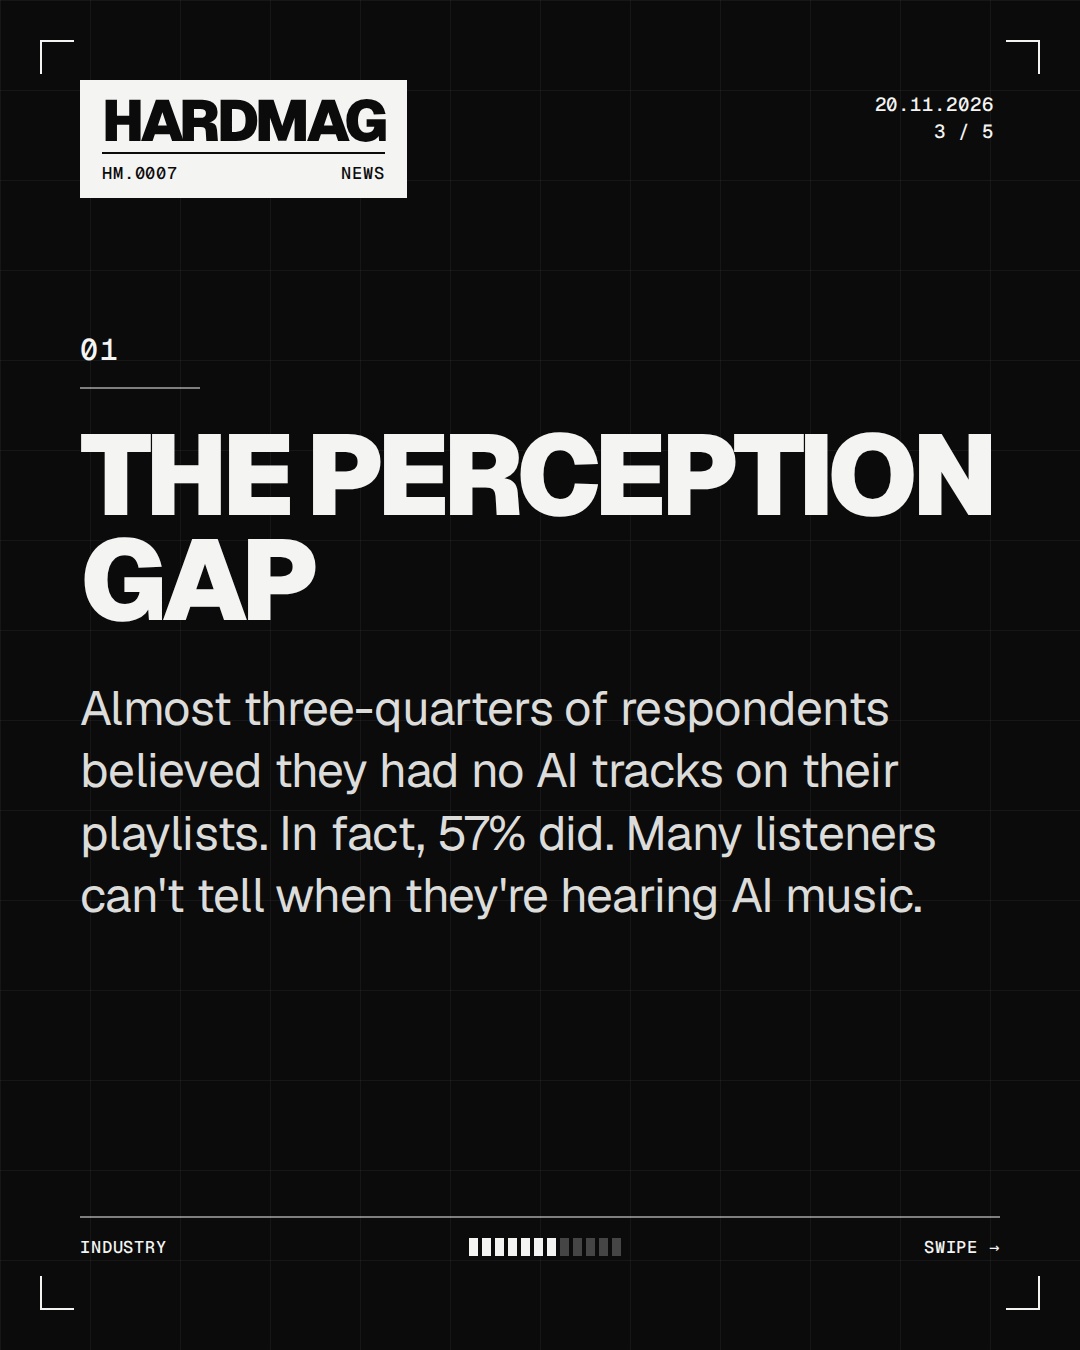 HARDMAG
HM.0007 NEWS
20.11.2026
3 / 5
01
THE PERCEPTION
GAP
Almost three-quarters of respondents
believed they had no AI tracks on their
playlists. In fact, 57% did. Many listeners
can't tell when they're hearing AI music.
INDUSTRY
SWIPE →